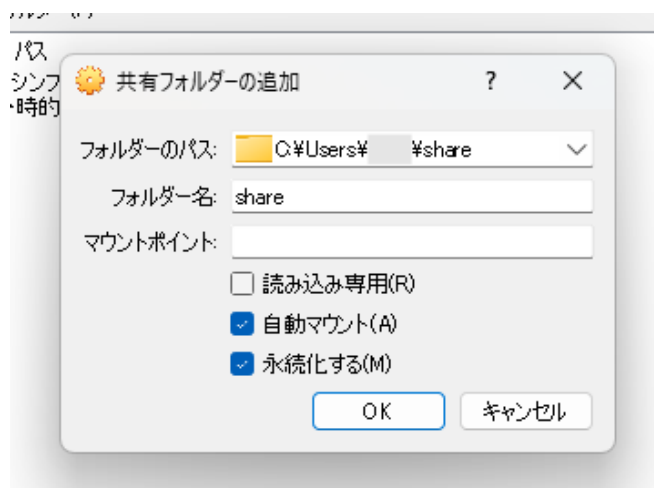 パス
シンフ
時的
共有フォルダーの追加 ? ×
フォルダーのパス: C:¥Users¥ ¥share
フォルダー名: share
マウントポイント:
読み込み専用(R)
自動マウント(A)
永続化する(M)
OK キャンセル